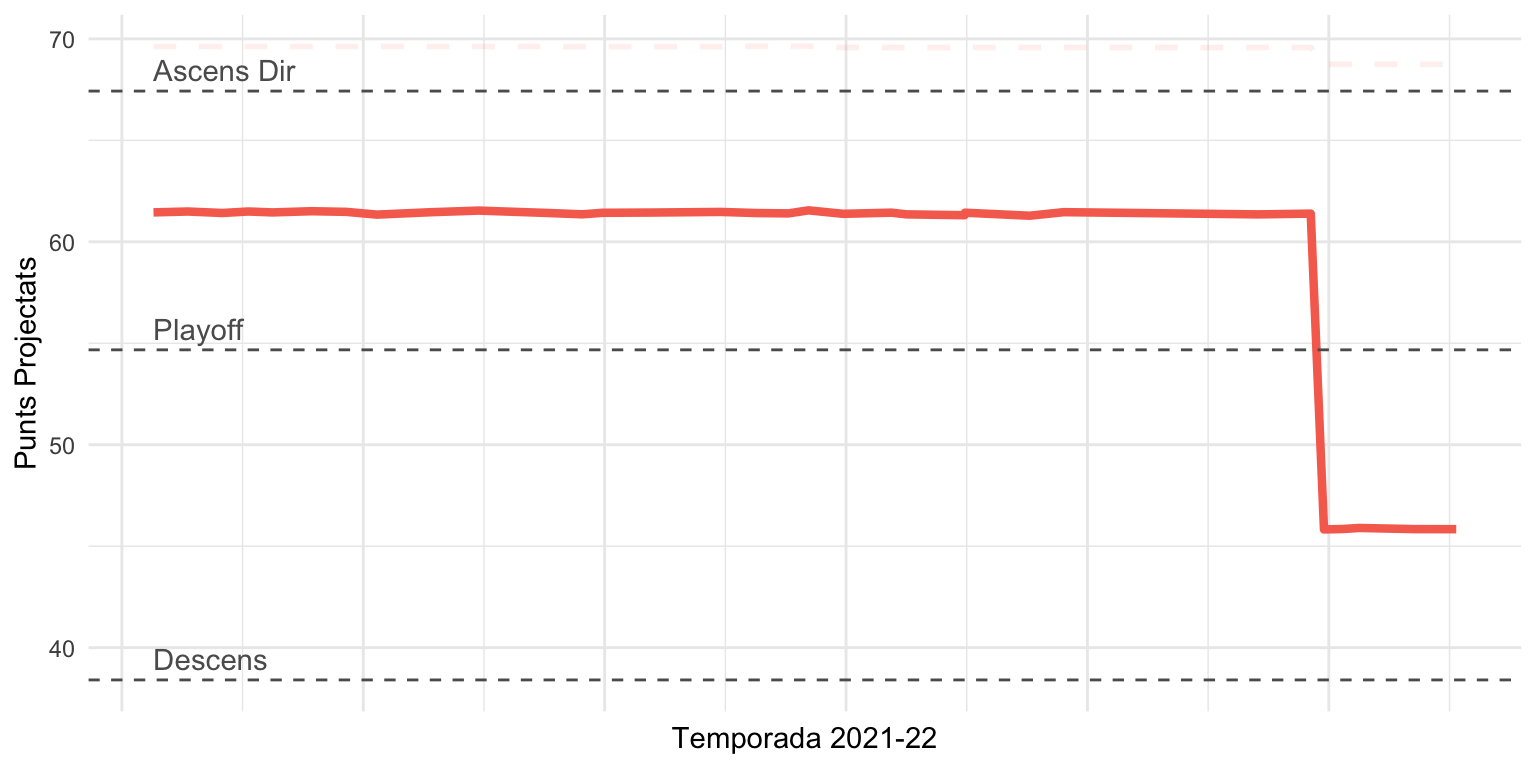 70
Ascens Dir
60
Playoff
Punts Projectats
50
40
Descens
Temporada 2021-22